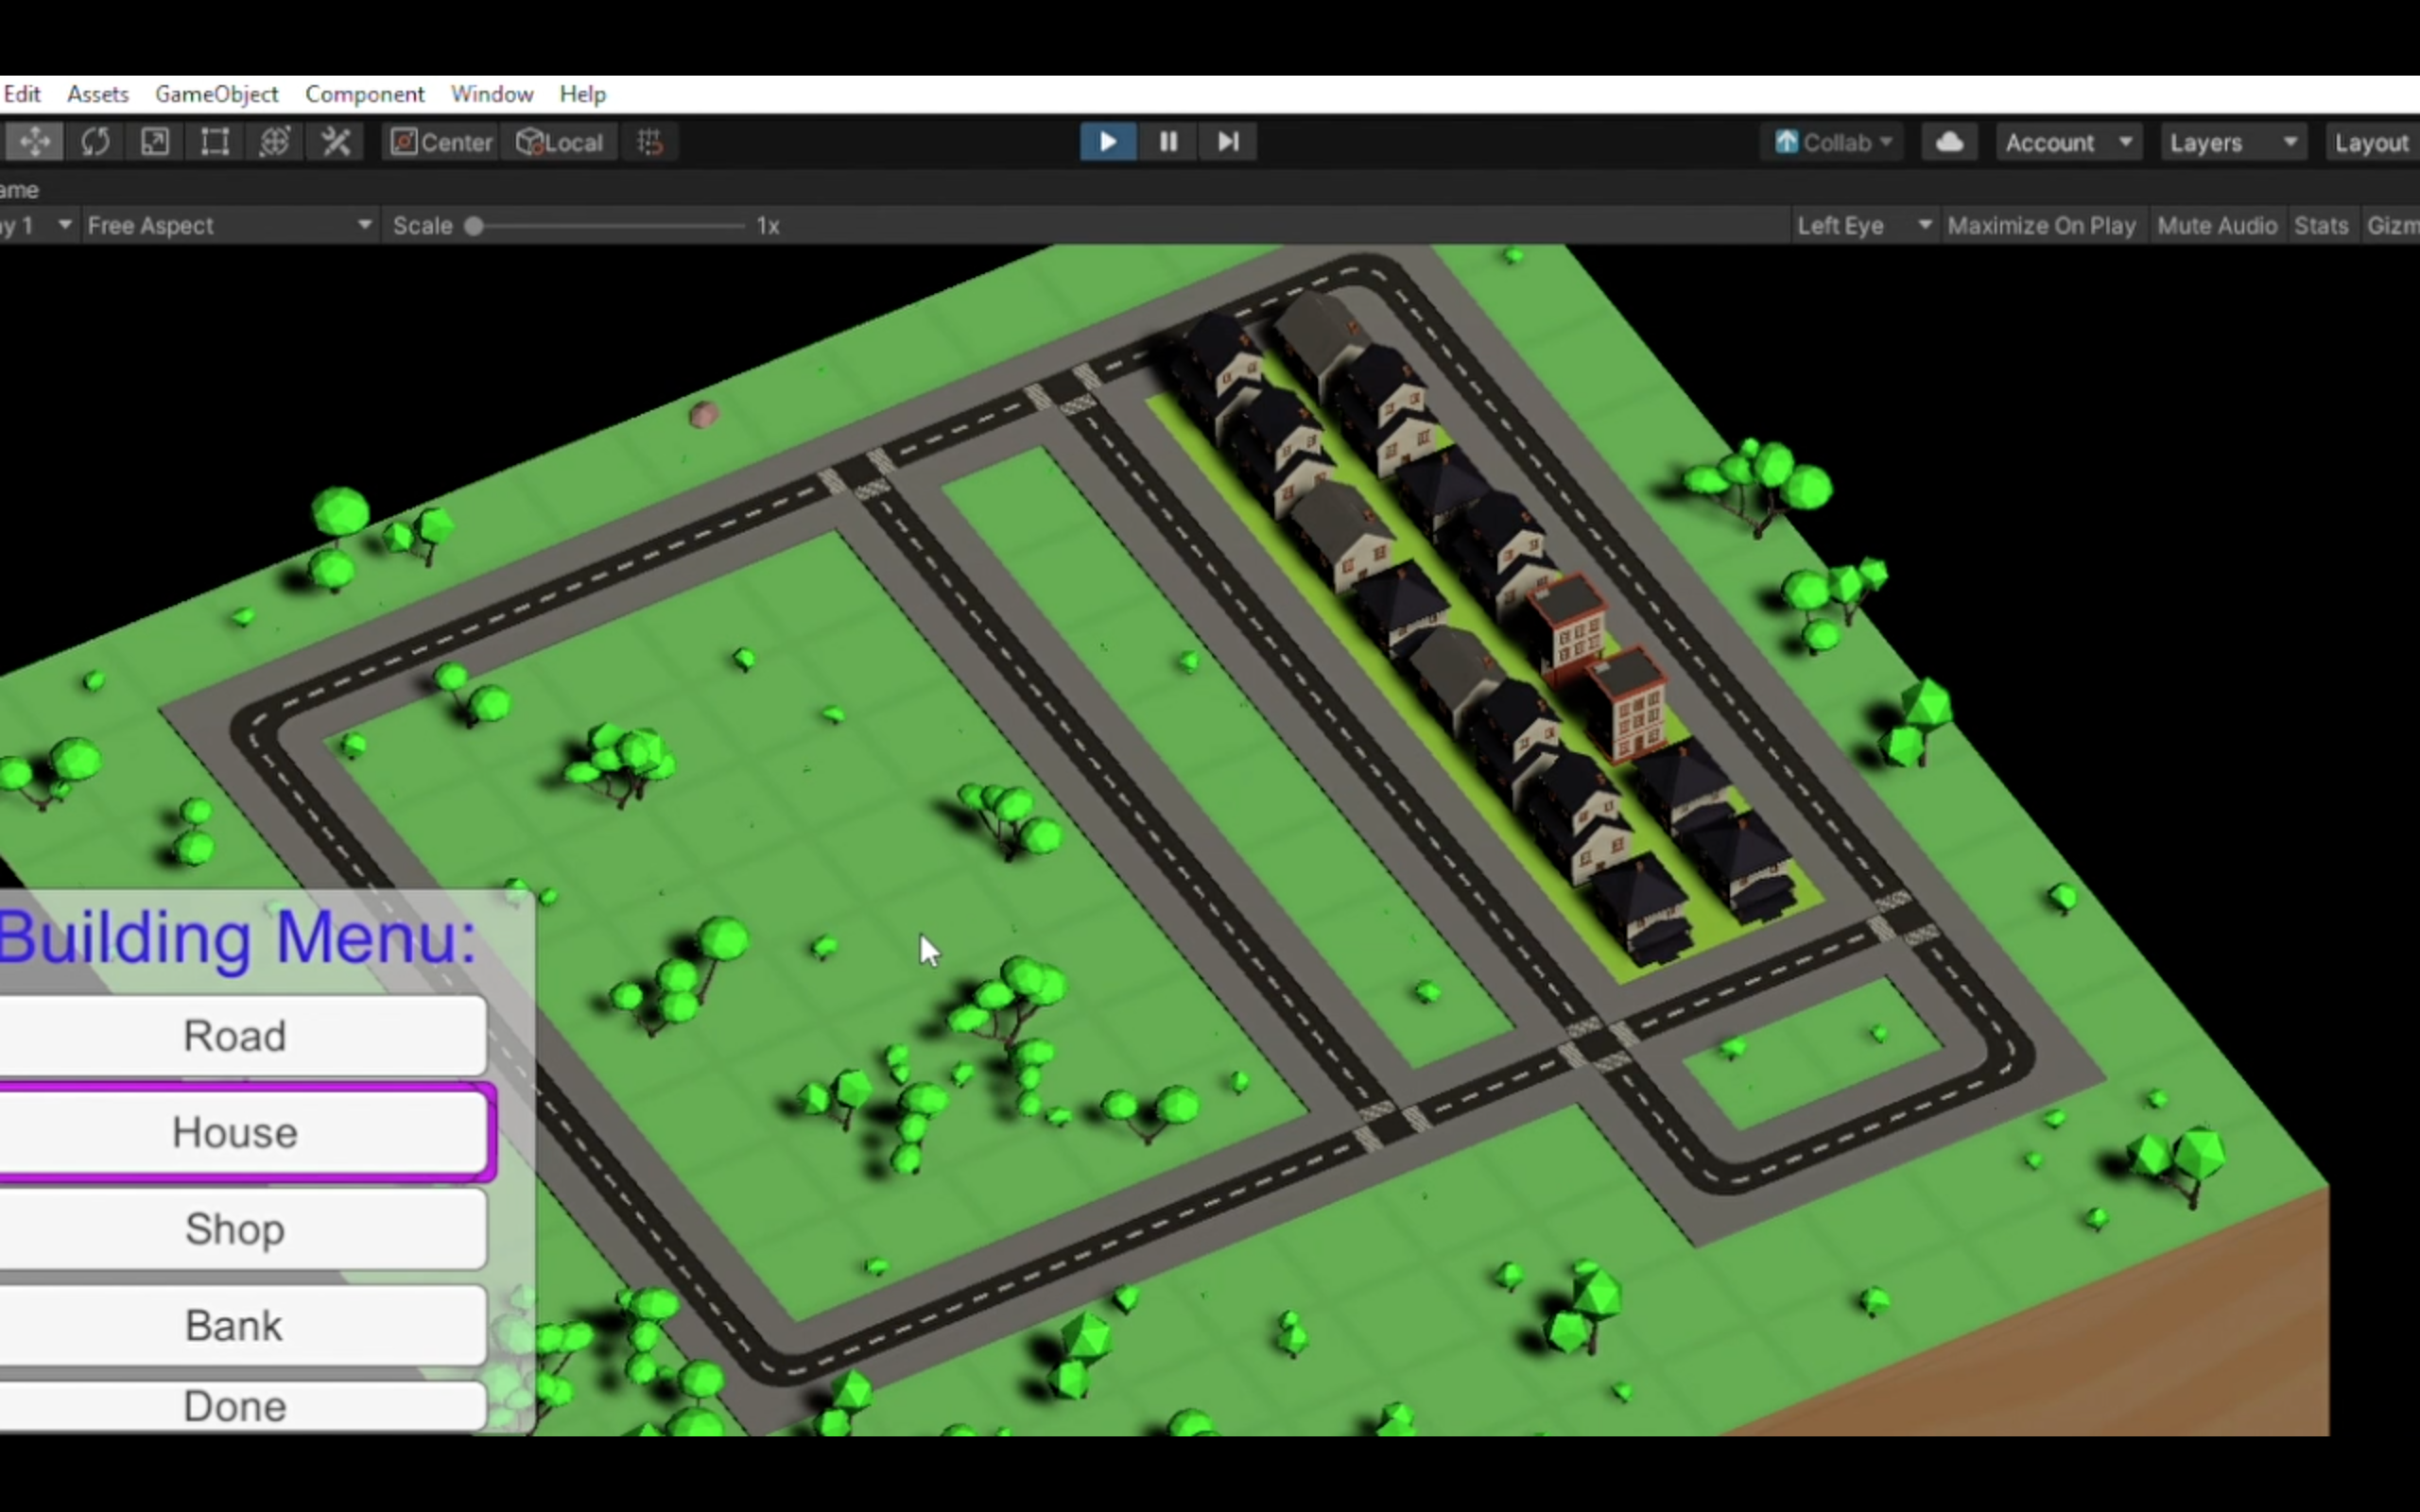 Edit Assets GameObject Component Window Help
Center Local Collab Account Layers Layout
ame
ay 1 Free Aspect Scale 1x Left Eye Maximize On Play Mute Audio Stats Gizm
Building Menu:
Road
House
Shop
Bank
Done